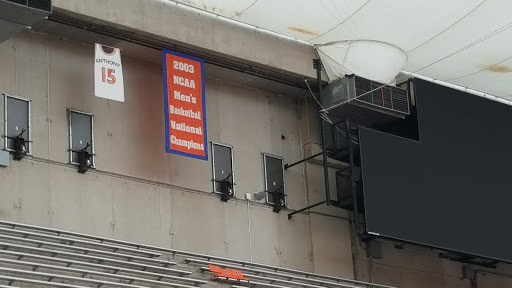 ANTHONY
15
2003
NCAA
Men's
Basketball
National
Champions